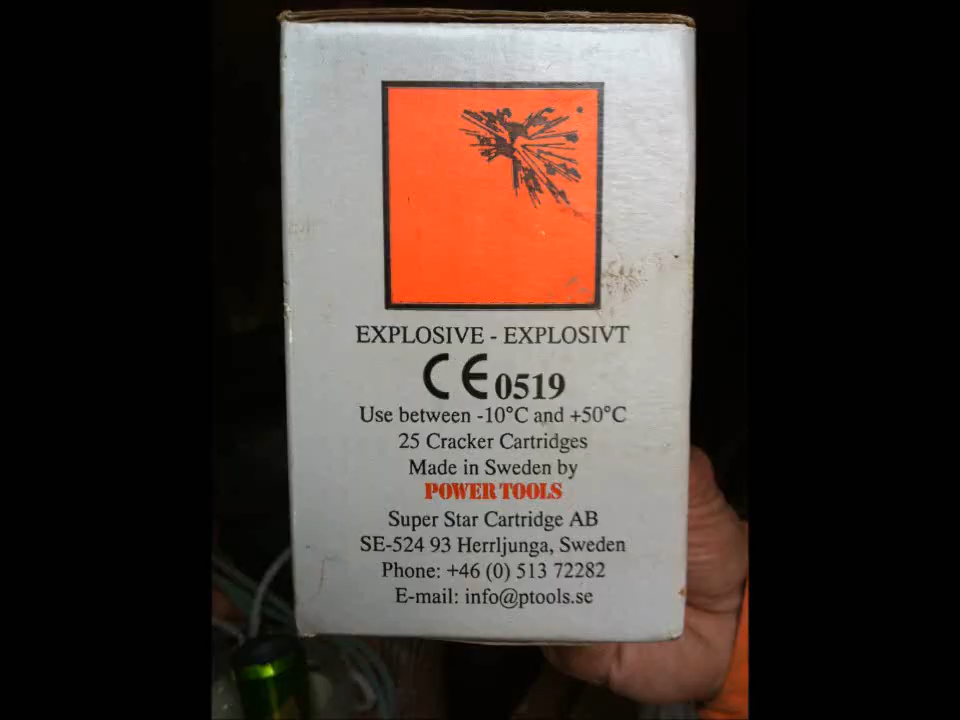 EXPLOSIVE - EXPLOSIVT
CE 0519
Use between -10°C and +50°C
25 Cracker Cartridges
Made in Sweden by
POWER TOOLS
Super Star Cartridge AB
SE-524 93 Herrljunga, Sweden
Phone: +46 (0) 513 72282
E-mail: info@ptools.se